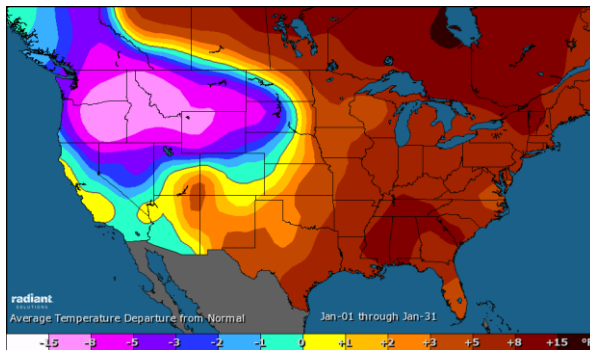 radiant
SOLUTIONS
Average Temperature Departure from Normal
Jan-01 through Jan-31
-15 -8 -5 -3 -2 -1 0 +1 +2 +3 +5 +8 +15 °F